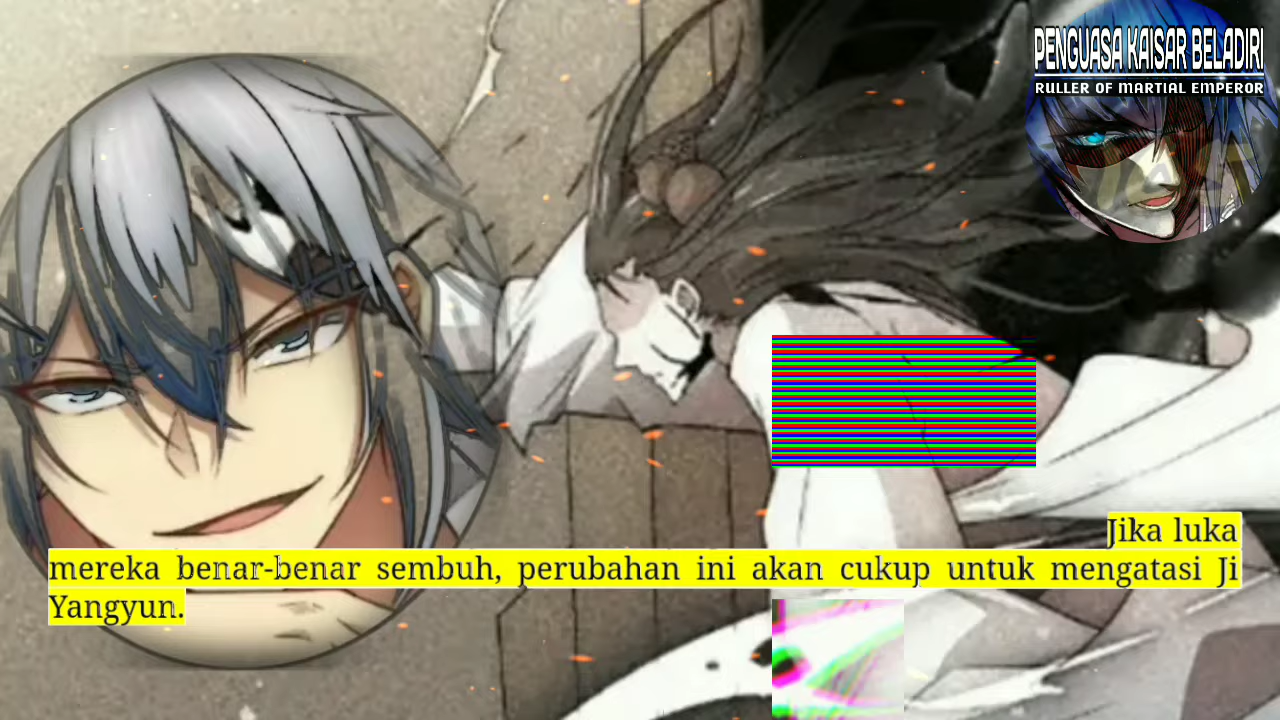 PENGUASA KAISAR BELADIRI
RULLER OF MARTIAL EMPEROR
Jika luka
mereka benar-benar sembuh, perubahan ini akan cukup untuk mengatasi Ji
Yangyun.